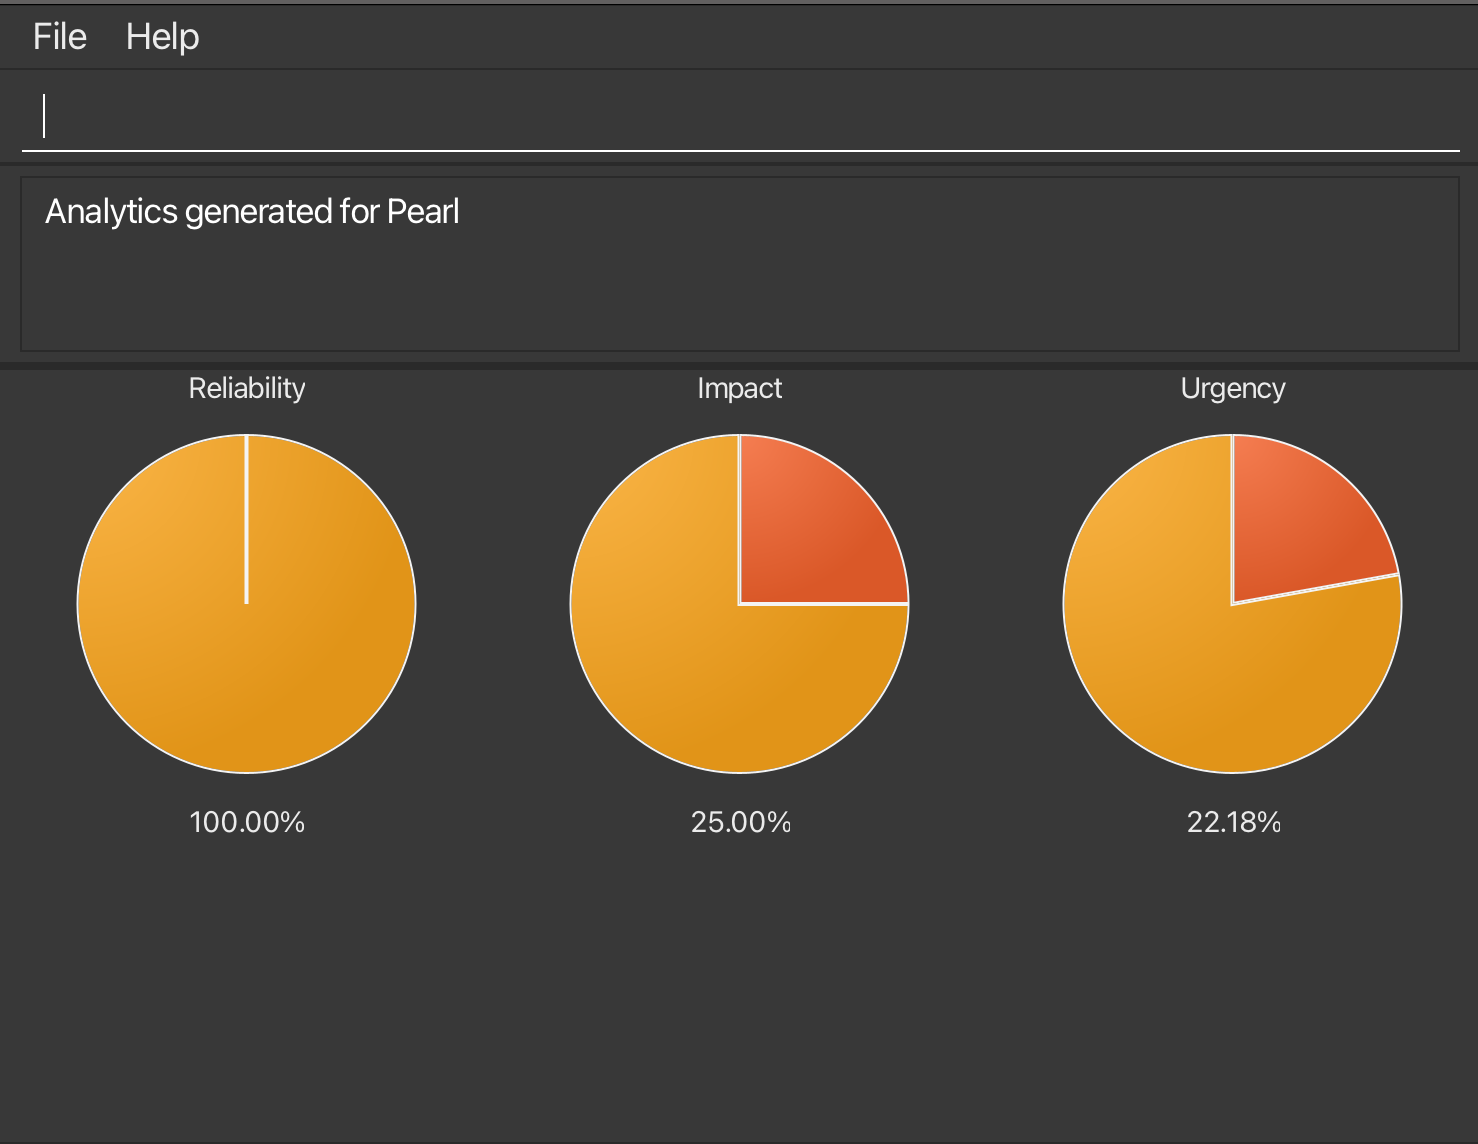 File Help
Analytics generated for Pearl
Reliability Impact Urgency
100.00% 25.00% 22.18%